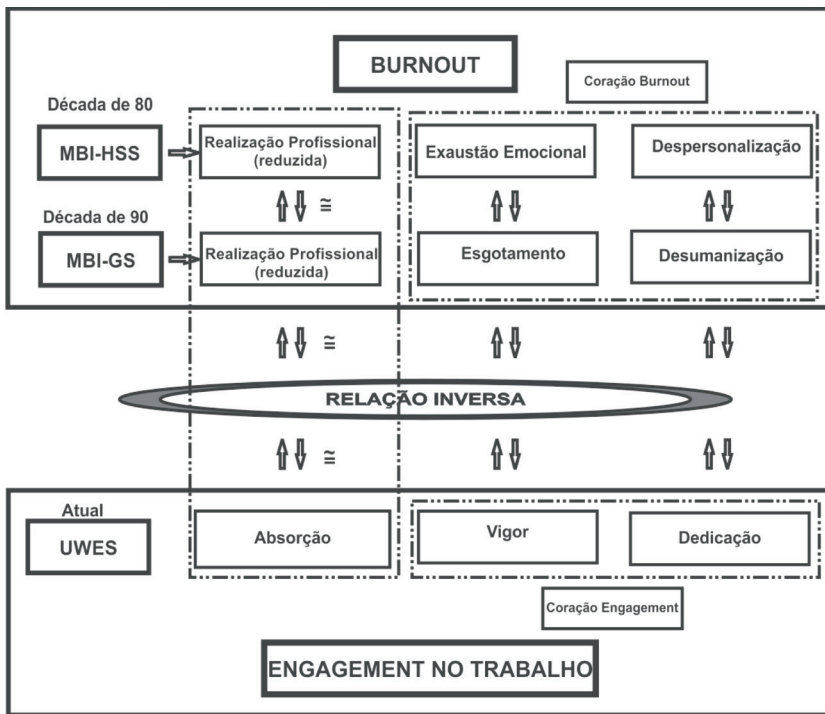 BURNOUT
Coração Burnout
Década de 80
MBI-HSS
Realização Profissional
(reduzida)
Exaustão Emocional
Despersonalização
≅
Década de 90
MBI-GS
Realização Profissional
(reduzida)
Esgotamento
Desumanização
≅
RELAÇÃO INVERSA
≅
Atual
UWES
Absorção
Vigor
Dedicação
Coração Engagement
ENGAGEMENT NO TRABALHO